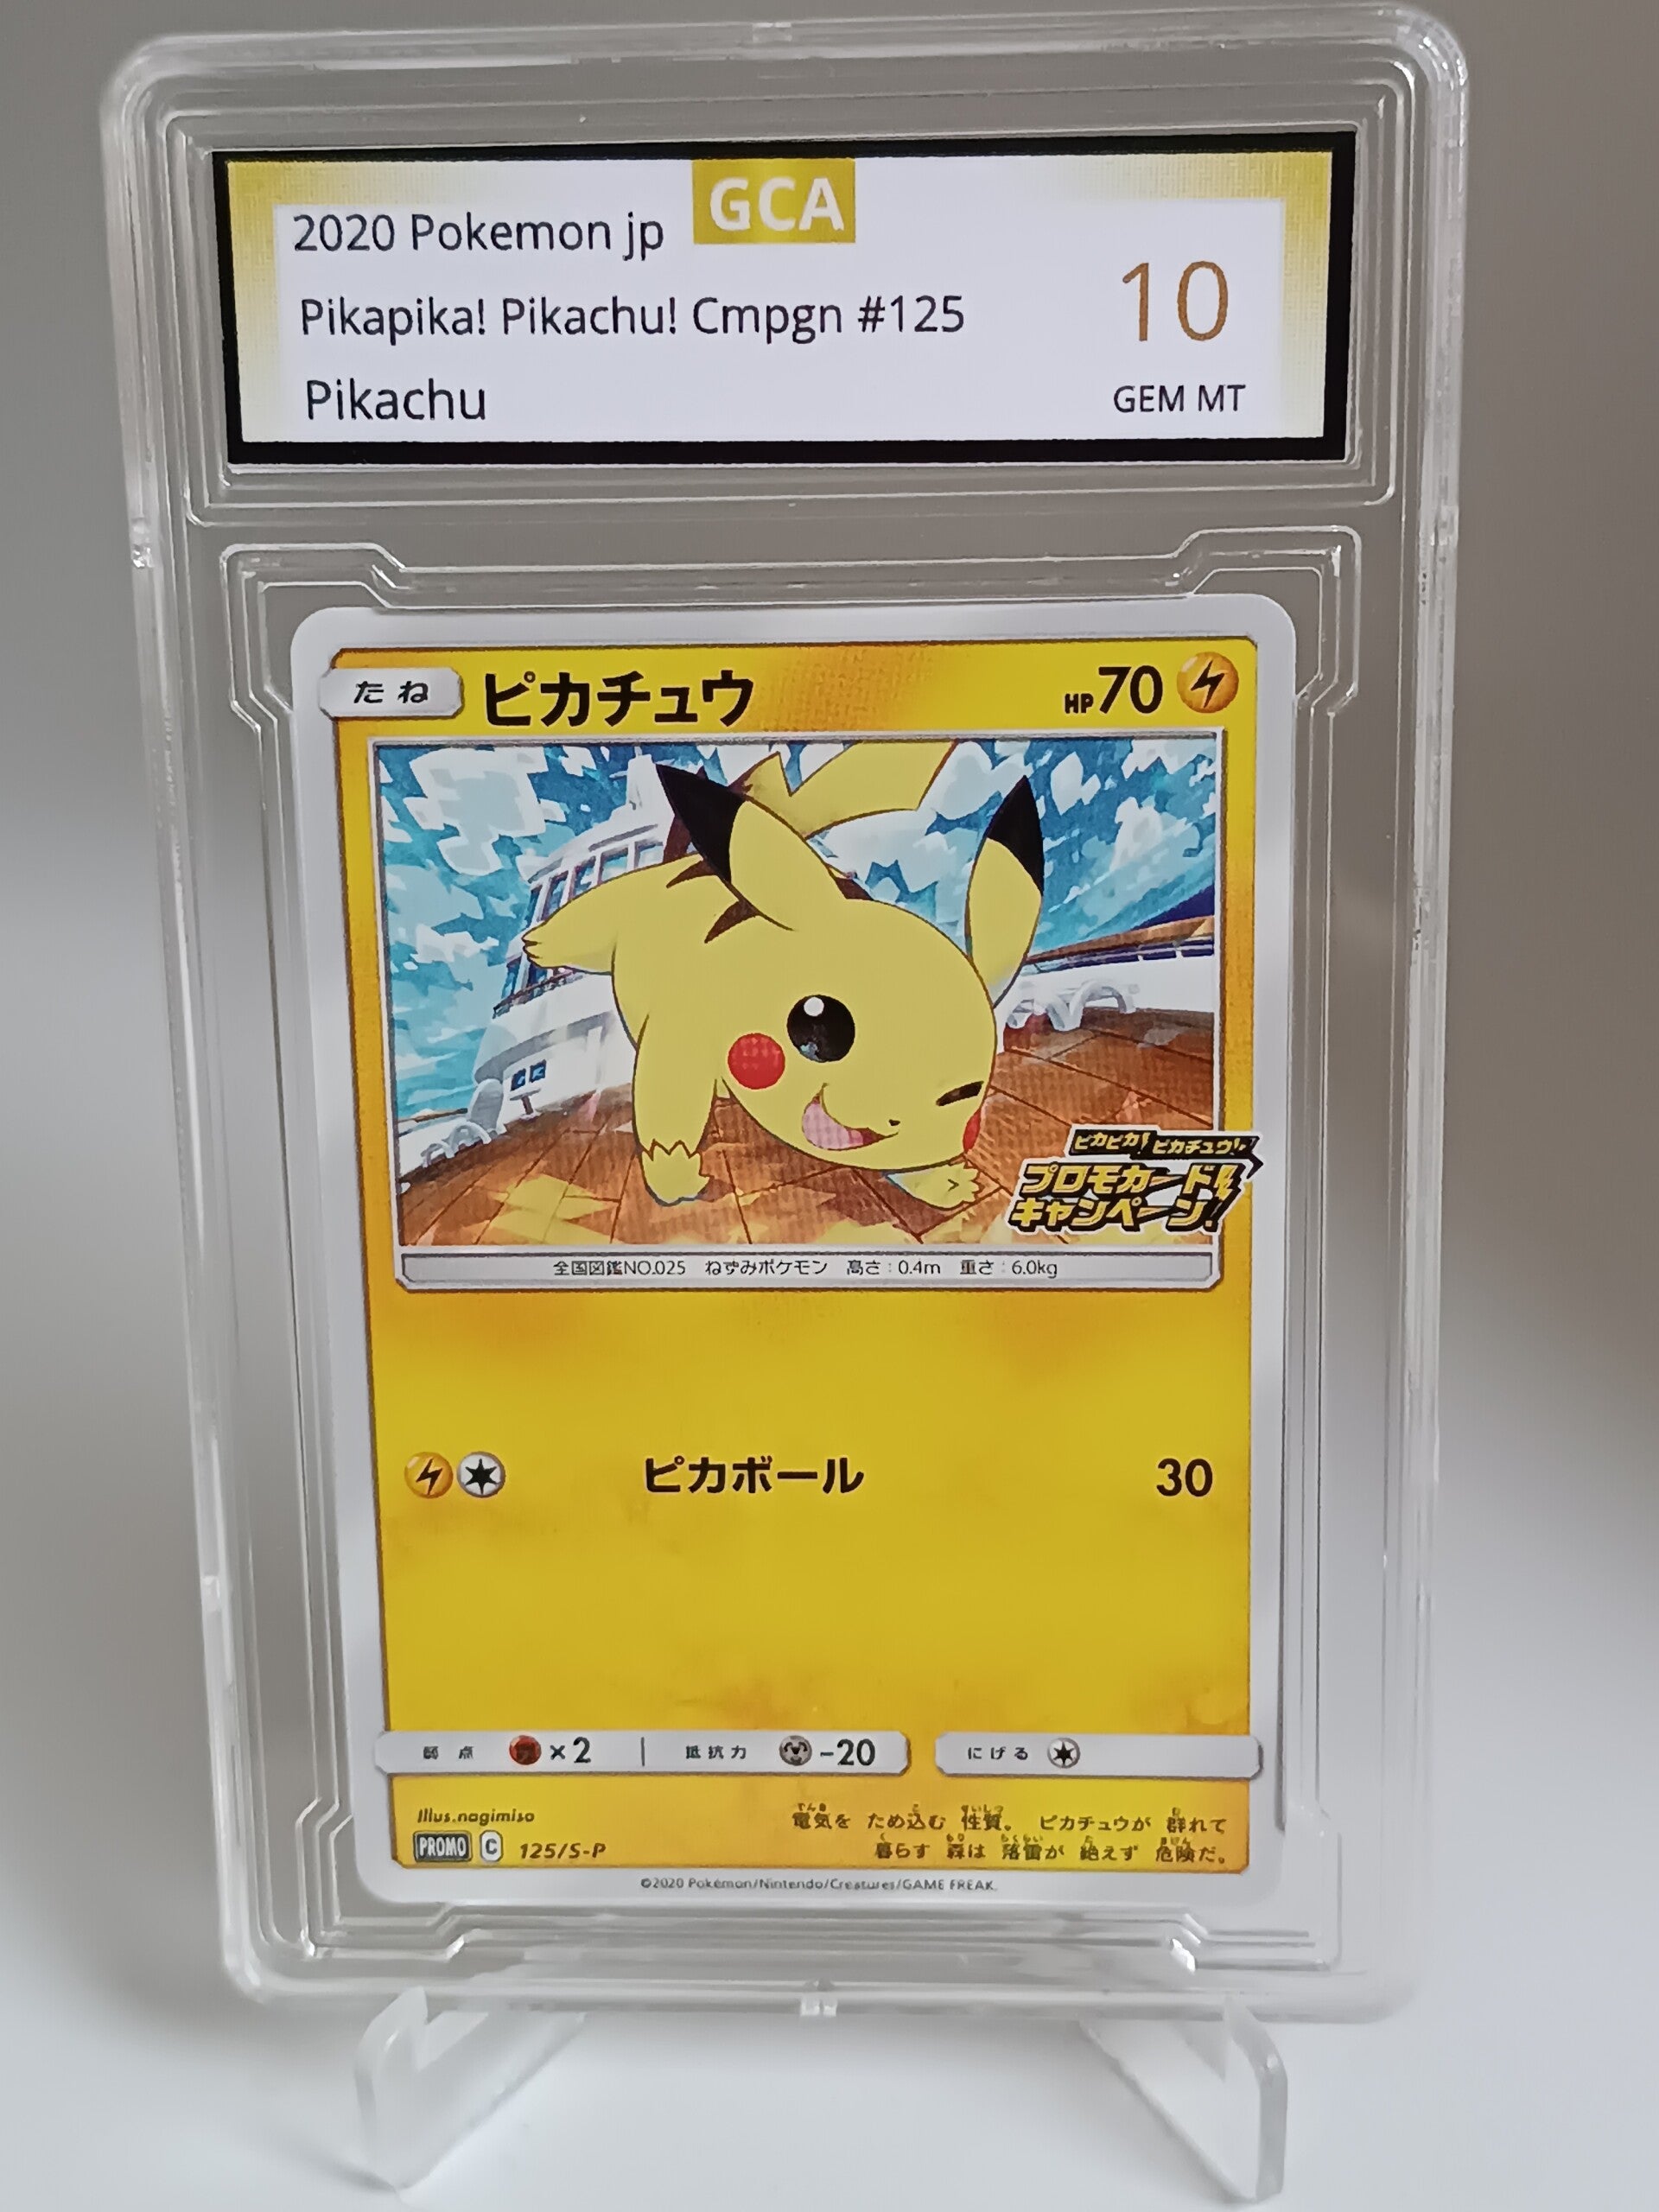 GCA
2020 Pokemon jp
Pikapika! Pikachu! Cmpgn #125
10
Pikachu
GEM MT
たね ピカチュウ HP70
ピカピカ! ピカチュウ!
プロモカード
キャンペーン!
全国図鑑NO.025 ねずみポケモン 高さ:0.4m 重さ:6.0kg
ピカボール 30
弱点 ×2 抵抗力 -20 にげる
Illus.nagimiso
PROMO C 125/S-P
電気を ため込む 性質。 ピカチュウが 群れて
暮らす 森は 落雷が 絶えず 危険だ。
©2020 Pokémon/Nintendo/Creatures/GAME FREAK.